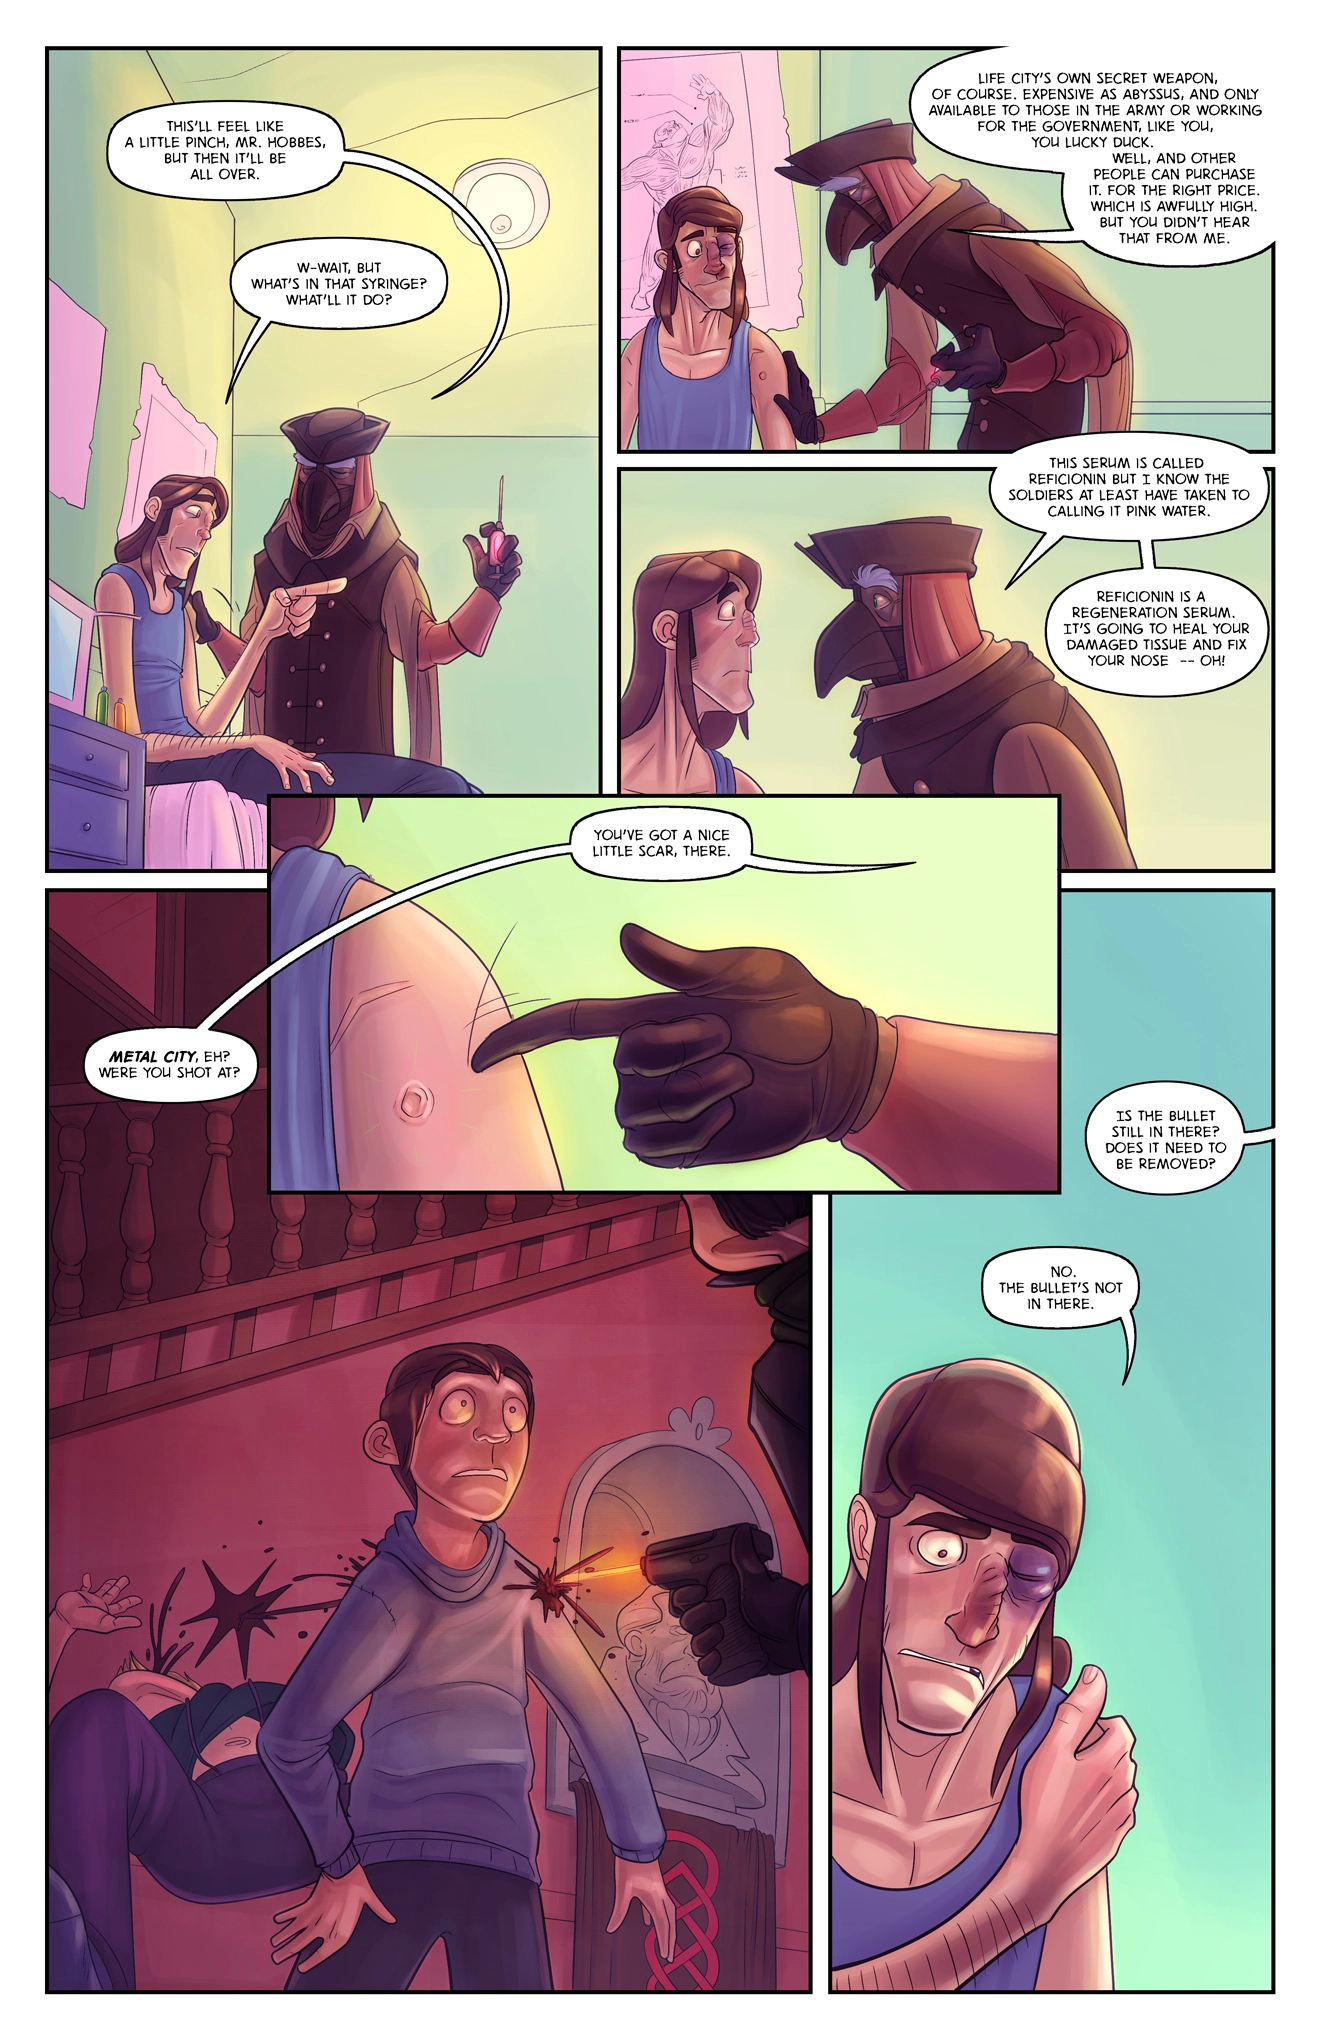 THIS'LL FEEL LIKE
A LITTLE PINCH, MR. HOBBES,
BUT THEN IT'LL BE
ALL OVER.
W-WAIT, BUT
WHAT'S IN THAT SYRINGE?
WHAT'LL IT DO?
LIFE CITY'S OWN SECRET WEAPON,
OF COURSE. EXPENSIVE AS ABYSSUS, AND ONLY
AVAILABLE TO THOSE IN THE ARMY OR WORKING
FOR THE GOVERNMENT, LIKE YOU,
YOU LUCKY DUCK.
WELL, AND OTHER
PEOPLE CAN PURCHASE
IT. FOR THE RIGHT PRICE.
WHICH IS AWFULLY HIGH.
BUT YOU DIDN'T HEAR
THAT FROM ME.
THIS SERUM IS CALLED
REFICIONIN BUT I KNOW THE
SOLDIERS AT LEAST HAVE TAKEN TO
CALLING IT PINK WATER.
REFICIONIN IS A
REGENERATION SERUM.
IT'S GOING TO HEAL YOUR
DAMAGED TISSUE AND FIX
YOUR NOSE -- OH!
YOU'VE GOT A NICE
LITTLE SCAR, THERE.
METAL CITY, EH?
WERE YOU SHOT AT?
IS THE BULLET
STILL IN THERE?
DOES IT NEED TO
BE REMOVED?
NO.
THE BULLET'S NOT
IN THERE.